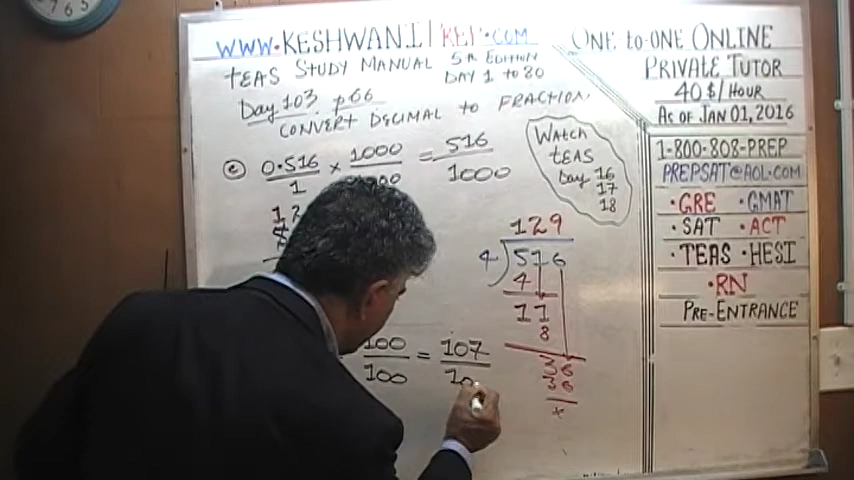 WWW.KESHWANI PREP.COM
TEAS STUDY MANUAL 5TH EDITION
DAY 1 TO 80
Day 103 p66
CONVERT DECIMAL to FRACTION
e 0.516 x 1000 = 516
1 1000
12
WATCH
TEAS
Day 16
17
18
129
4 516
4
11
8
36
36
x
100 = 107
100 10
ONE to-ONE ONLINE
PRIVATE TUTOR
40 $/HOUR
AS OF JAN 01, 2016
1-800-808-PREP
PREPSAT@AOL.COM
•GRE •GMAT
•SAT •ACT
•TEAS •HESI
•RN
PRE-ENTRANCE